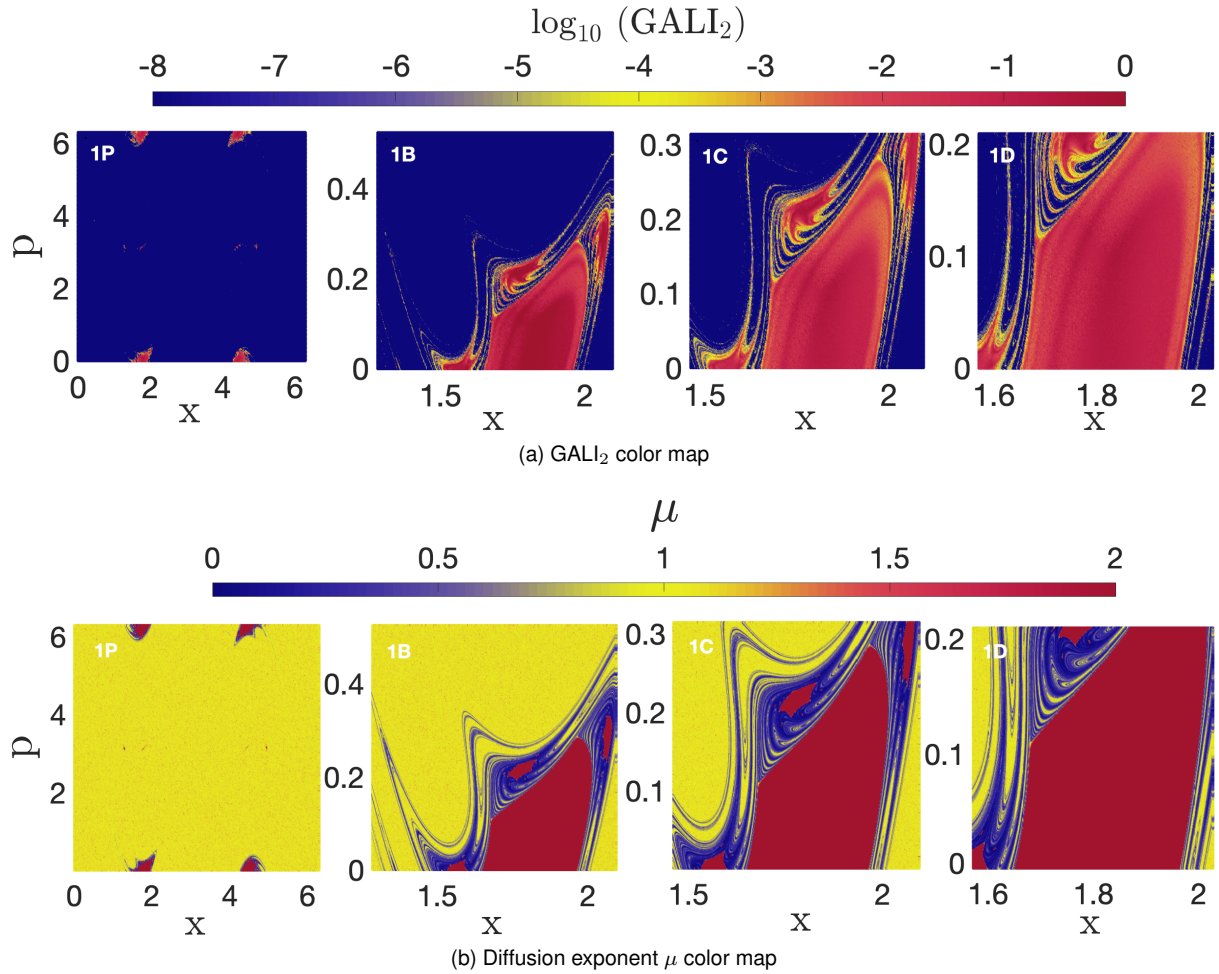 log₁₀ (GALI₂)
-8 -7 -6 -5 -4 -3 -2 -1 0
1P 1B 1C 1D
6 4 2 0
p
0 2 4 6
x
0.4 0.2 0
1.5 2
x
0.3 0.2 0.1 0
1.5 2
x
0.2 0.1 0
1.6 1.8 2
x
(a) GALI₂ color map
μ
0 0.5 1 1.5 2
1P 1B 1C 1D
6 4 2
p
0 2 4 6
x
0.4 0.2 0
1.5 2
x
0.3 0.2 0.1
1.5 2
x
0.2 0.1 0
1.6 1.8 2
x
(b) Diffusion exponent μ color map